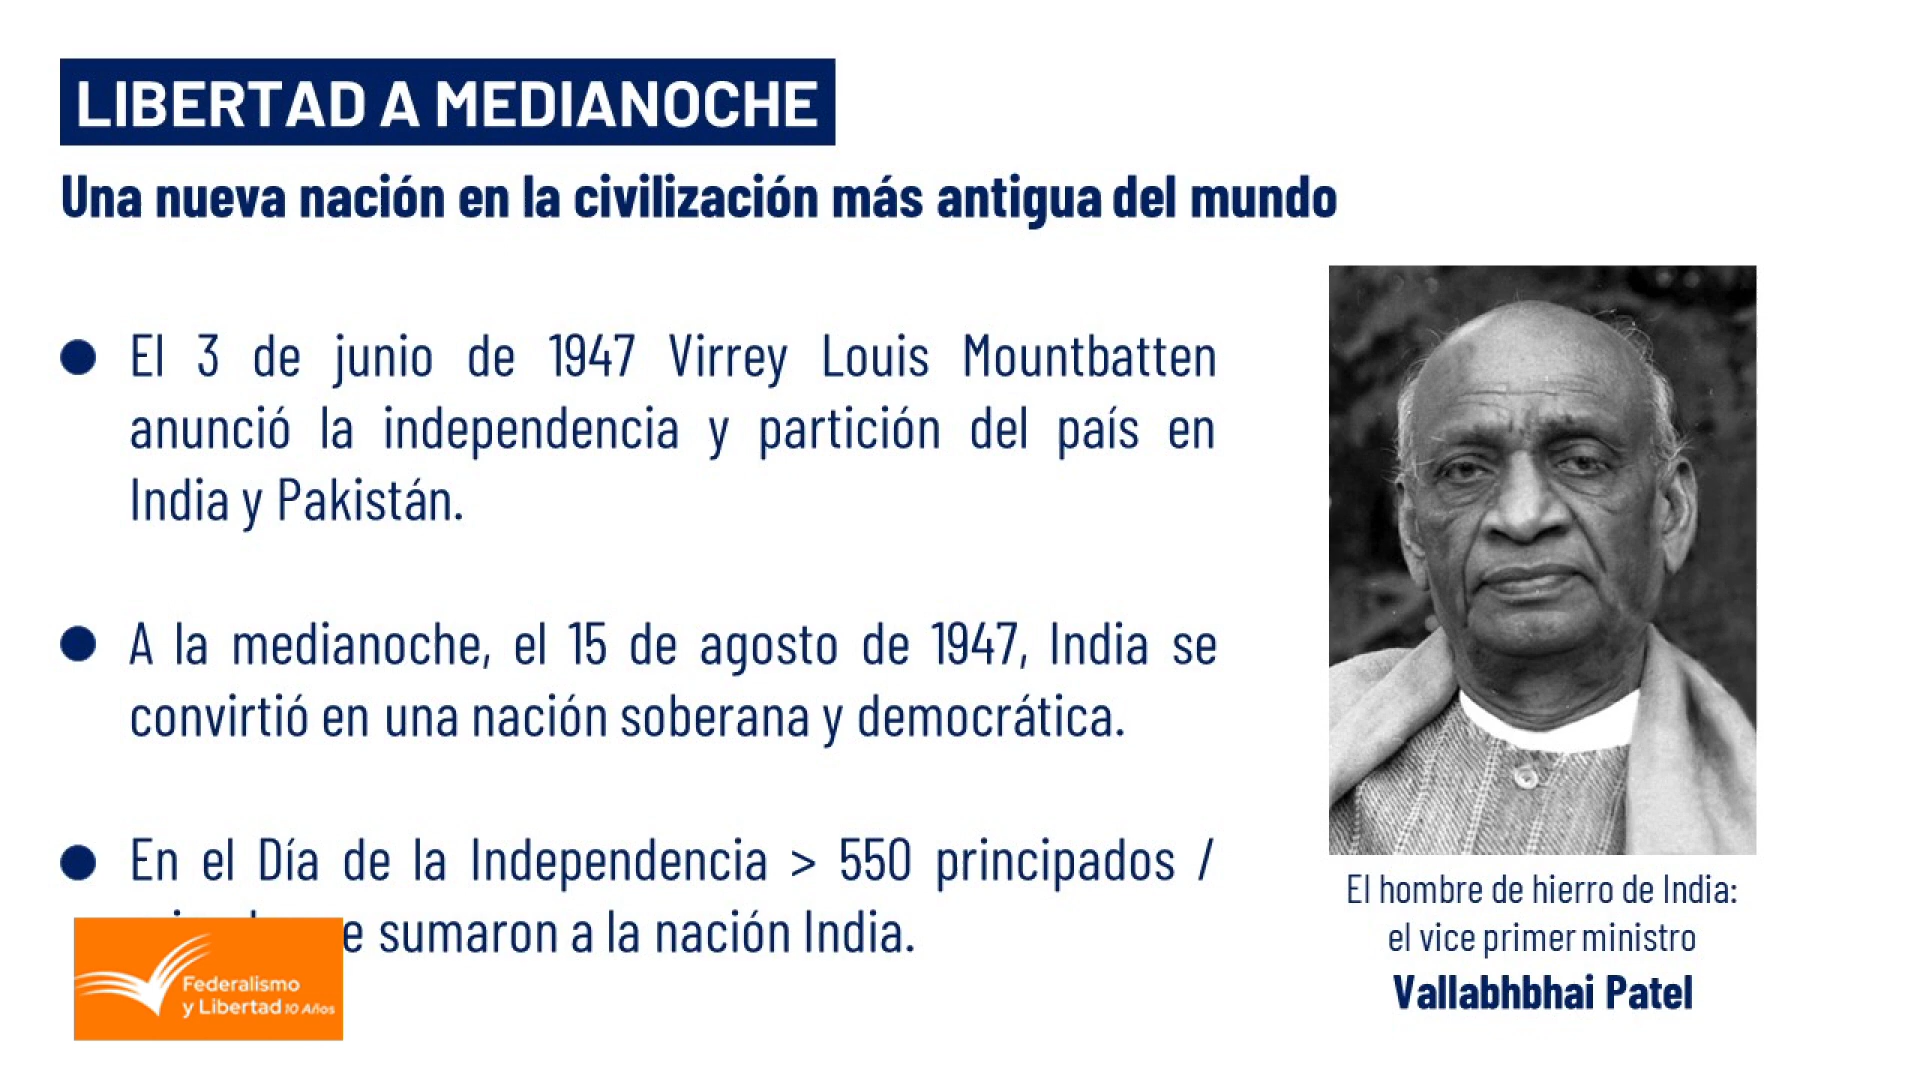 LIBERTAD A MEDIANOCHE
Una nueva nación en la civilización más antigua del mundo
El 3 de junio de 1947 Virrey Louis Mountbatten
anunció la independencia y partición del país en
India y Pakistán.
A la medianoche, el 15 de agosto de 1947, India se
convirtió en una nación soberana y democrática.
En el Día de la Independencia > 550 principados /
sumaron a la nación India.
El hombre de hierro de India:
el vice primer ministro
Vallabhbhai Patel
Federalismo
y Libertad 10 Años